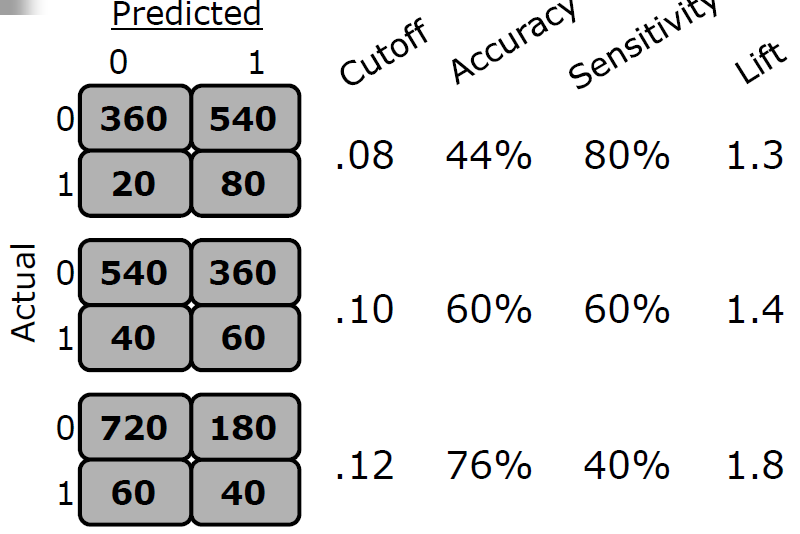 Predicted
Cutoff Accuracy Sensitivity Lift
0 1
0 360 540
.08 44% 80% 1.3
1 20 80
Actual
0 540 360
.10 60% 60% 1.4
1 40 60
0 720 180
.12 76% 40% 1.8
1 60 40